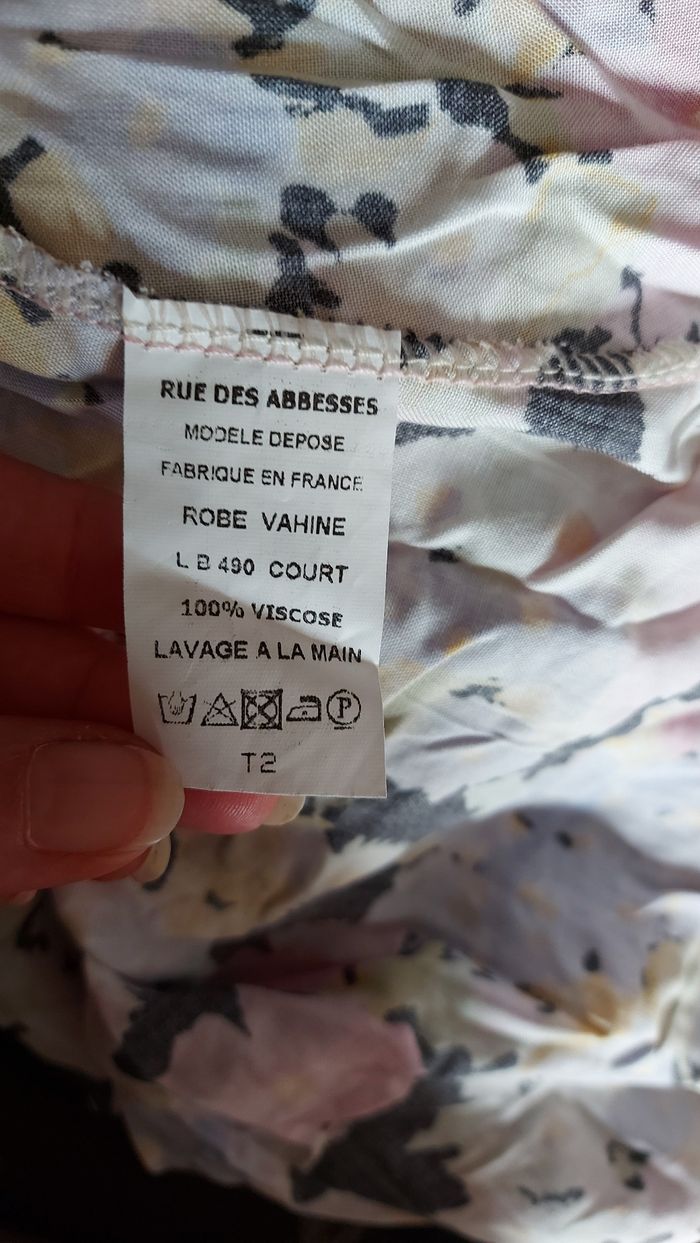 RUE DES ABBESSES
MODELE DEPOSE
FABRIQUE EN FRANCE
ROBE VAHINE
L B 490 COURT
100% VISCOSE
LAVAGE A LA MAIN
P
T2